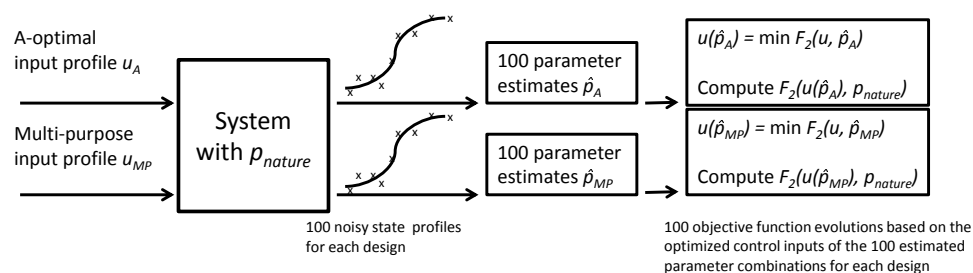 A-optimal
input profile u_A
Multi-purpose
input profile u_MP
System
with p_nature
x x x x x x x x
x x x x x x x x
100 noisy state profiles
for each design
100 parameter
estimates p̂_A
100 parameter
estimates p̂_MP
u(p̂_A) = min F_2(u, p̂_A)
Compute F_2(u(p̂_A), p_nature)
u(p̂_MP) = min F_2(u, p̂_MP)
Compute F_2(u(p̂_MP), p_nature)
100 objective function evolutions based on the
optimized control inputs of the 100 estimated
parameter combinations for each design